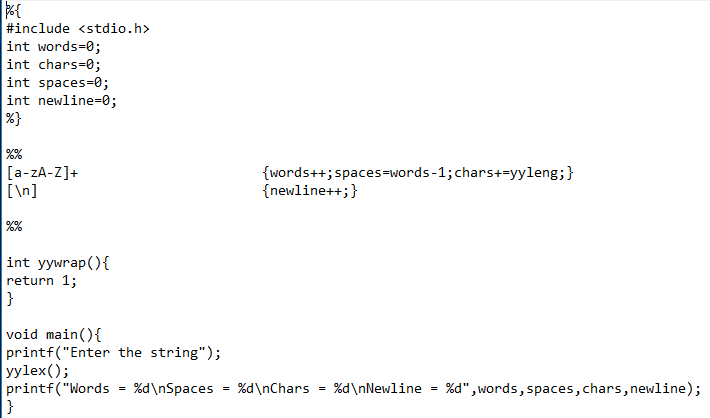 %{
#include <stdio.h>
int words=0;
int chars=0;
int spaces=0;
int newline=0;
%}
%%
[a-zA-Z]+ {words++;spaces=words-1;chars+=yyleng;}
[\n] {newline++;}
%%
int yywrap(){
return 1;
}
void main(){
printf("Enter the string");
yylex();
printf("Words = %d\nSpaces = %d\nChars = %d\nNewline = %d",words,spaces,chars,newline);
}